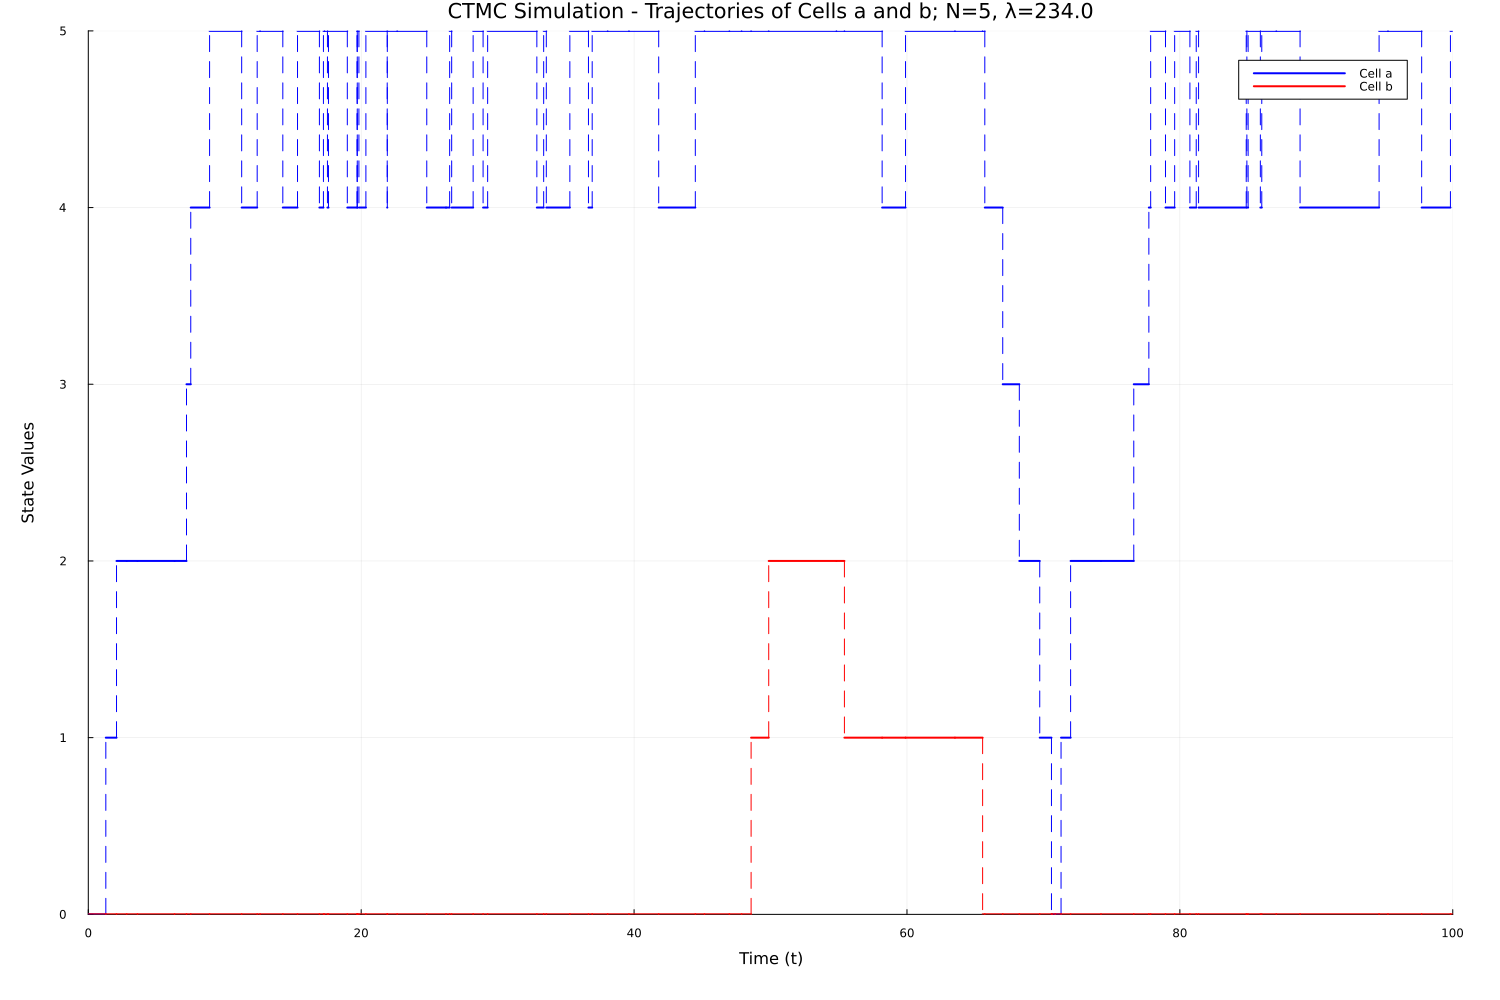 CTMC Simulation - Trajectories of Cells a and b; N=5, λ=234.0
5
4
3
2
1
0
State Values
Cell a
Cell b
0 20 40 60 80 100
Time (t)